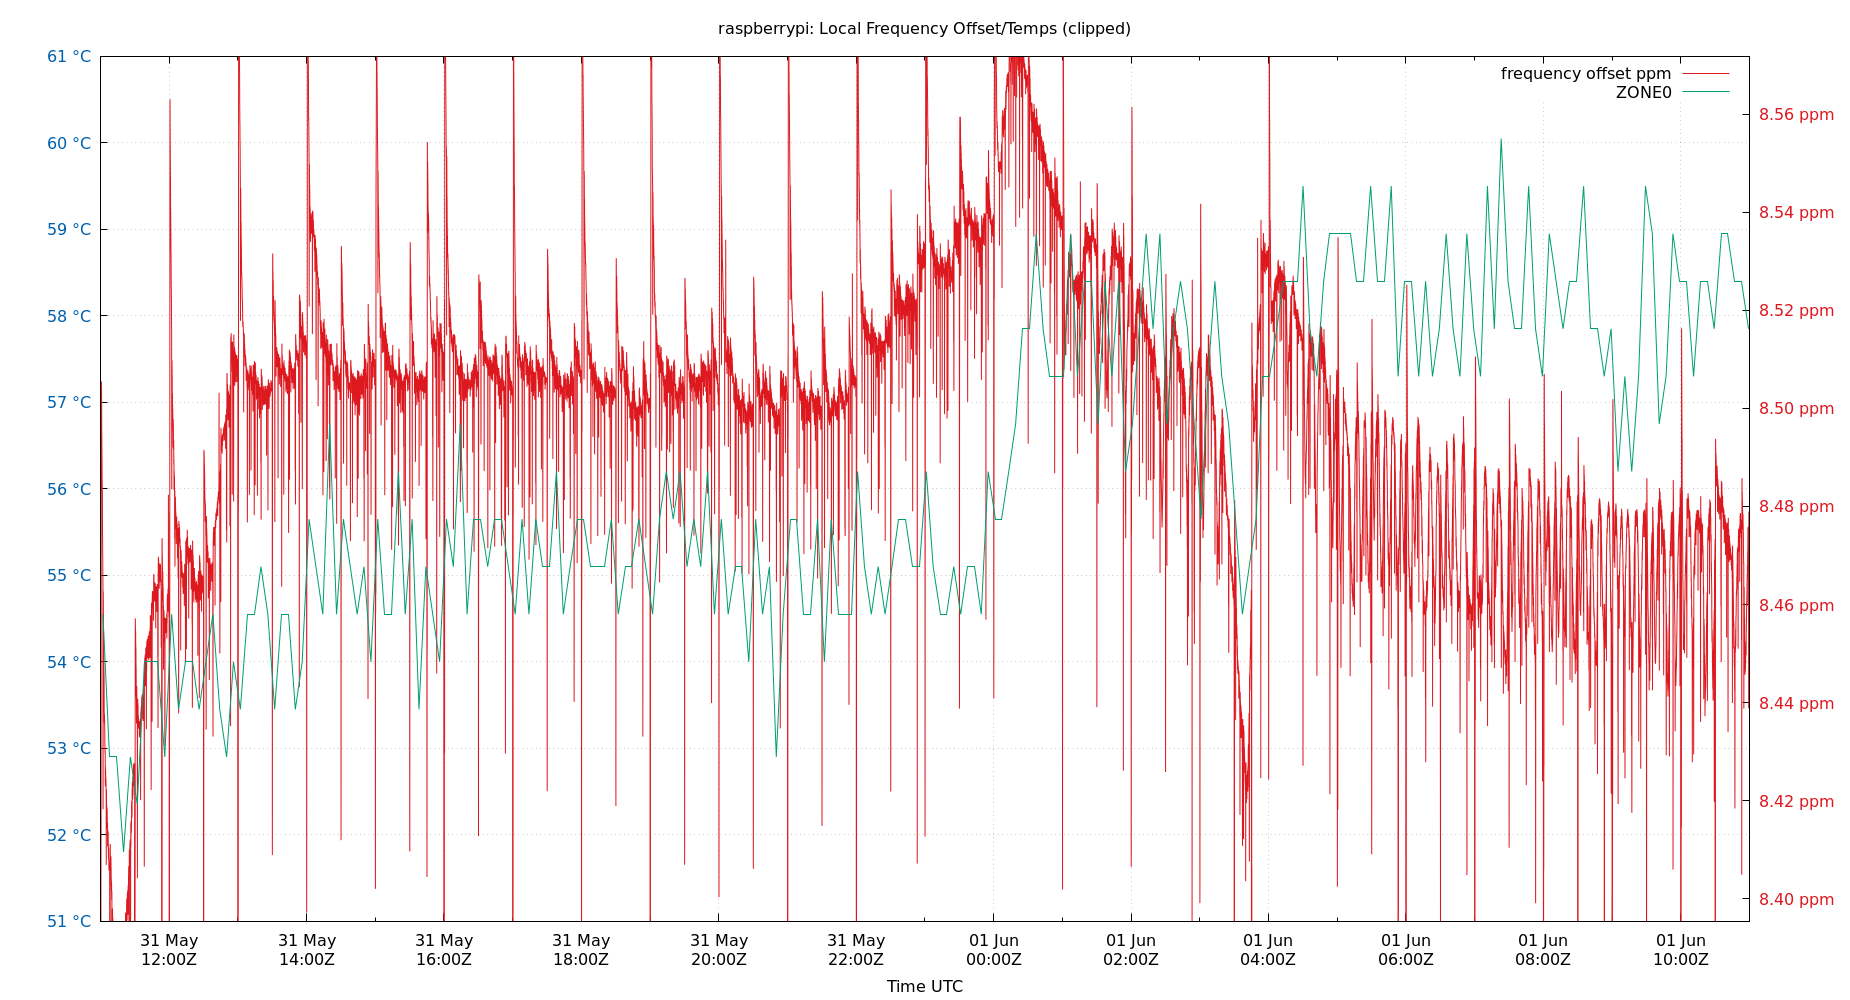 raspberrypi: Local Frequency Offset/Temps (clipped)
frequency offset ppm
ZONE0
61 °C
60 °C
59 °C
58 °C
57 °C
56 °C
55 °C
54 °C
53 °C
52 °C
51 °C
8.56 ppm
8.54 ppm
8.52 ppm
8.50 ppm
8.48 ppm
8.46 ppm
8.44 ppm
8.42 ppm
8.40 ppm
31 May 31 May 31 May 31 May 31 May 31 May 01 Jun 01 Jun 01 Jun 01 Jun 01 Jun 01 Jun
12:00Z 14:00Z 16:00Z 18:00Z 20:00Z 22:00Z 00:00Z 02:00Z 04:00Z 06:00Z 08:00Z 10:00Z
Time UTC